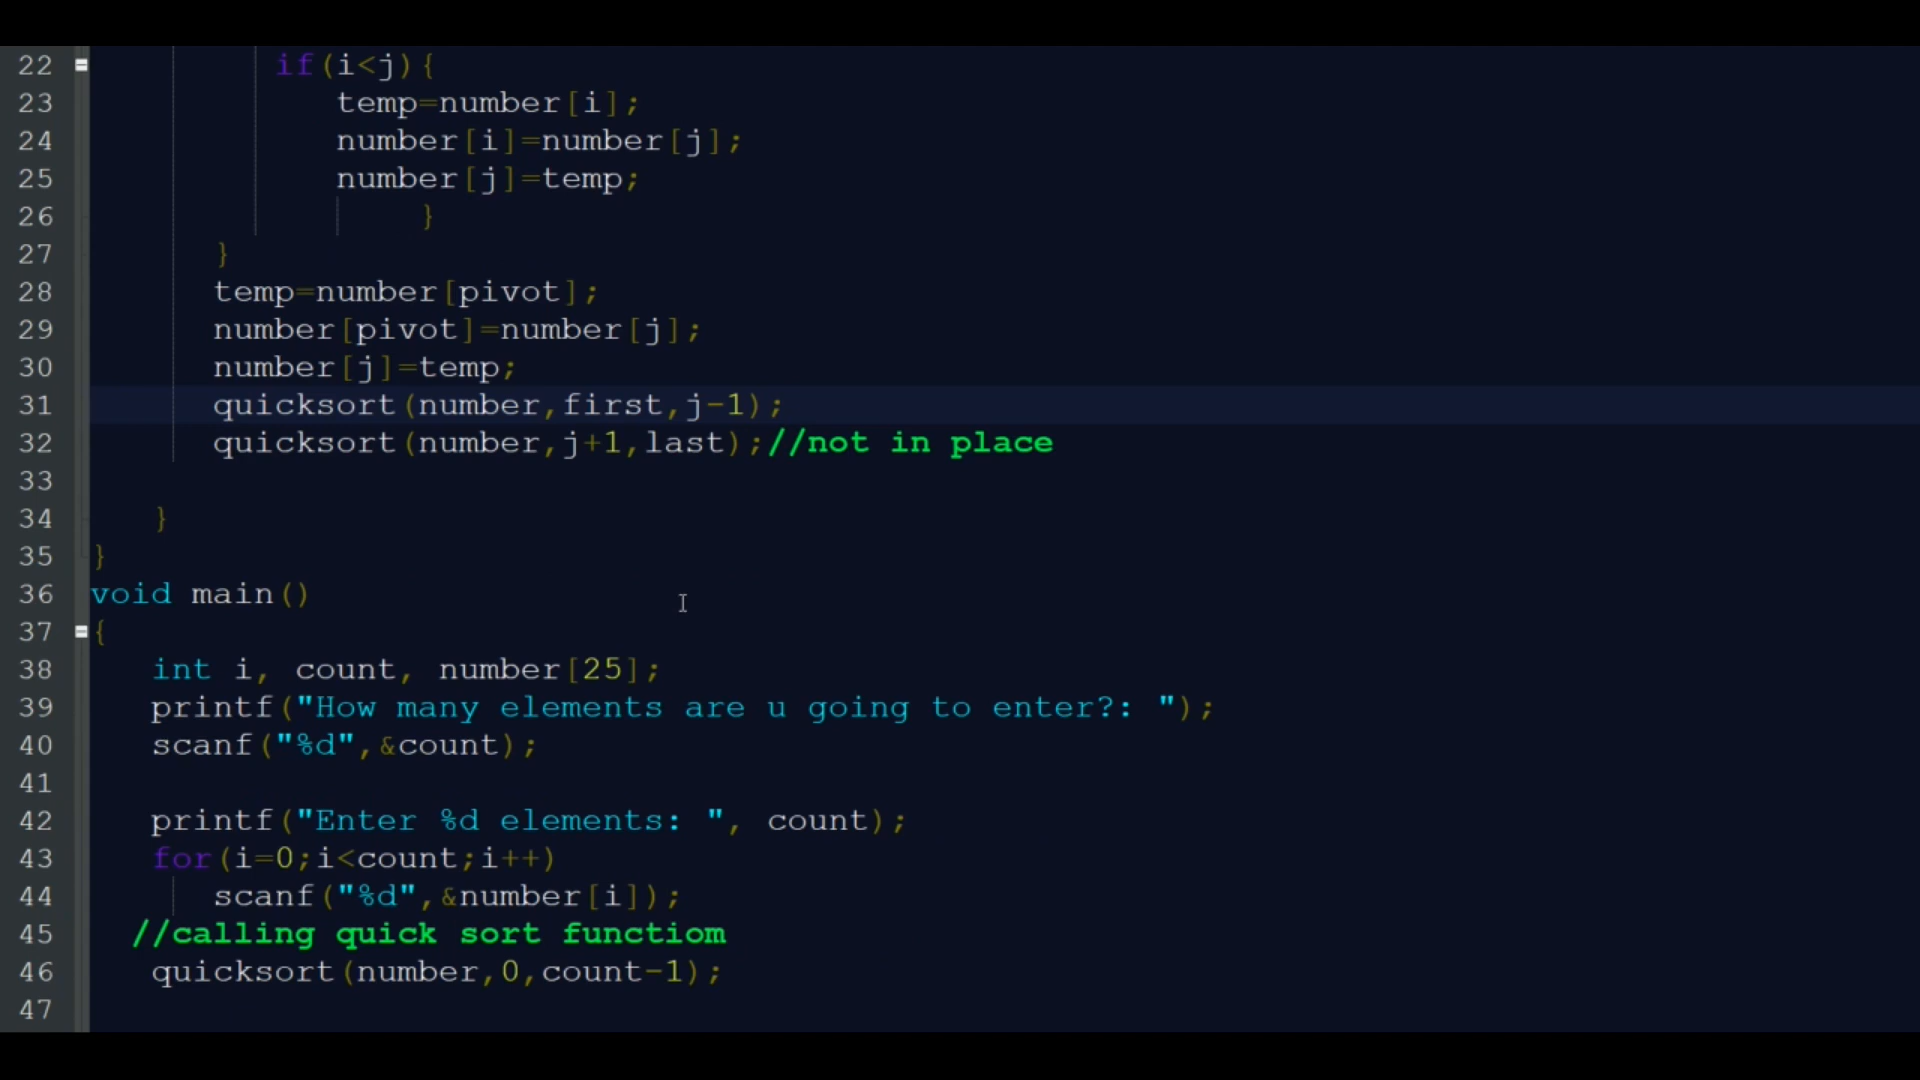 22 if(i<j){
23 temp=number[i];
24 number[i]=number[j];
25 number[j]=temp;
26 }
27 }
28 temp=number[pivot];
29 number[pivot]=number[j];
30 number[j]=temp;
31 quicksort(number,first,j-1);
32 quicksort(number,j+1,last);//not in place
33
34 }
35 }
36 void main()
37 {
38 int i, count, number[25];
39 printf("How many elements are u going to enter?: ");
40 scanf("%d",&count);
41
42 printf("Enter %d elements: ", count);
43 for(i=0;i<count;i++)
44 scanf("%d",&number[i]);
45 //calling quick sort functiom
46 quicksort(number,0,count-1);
47